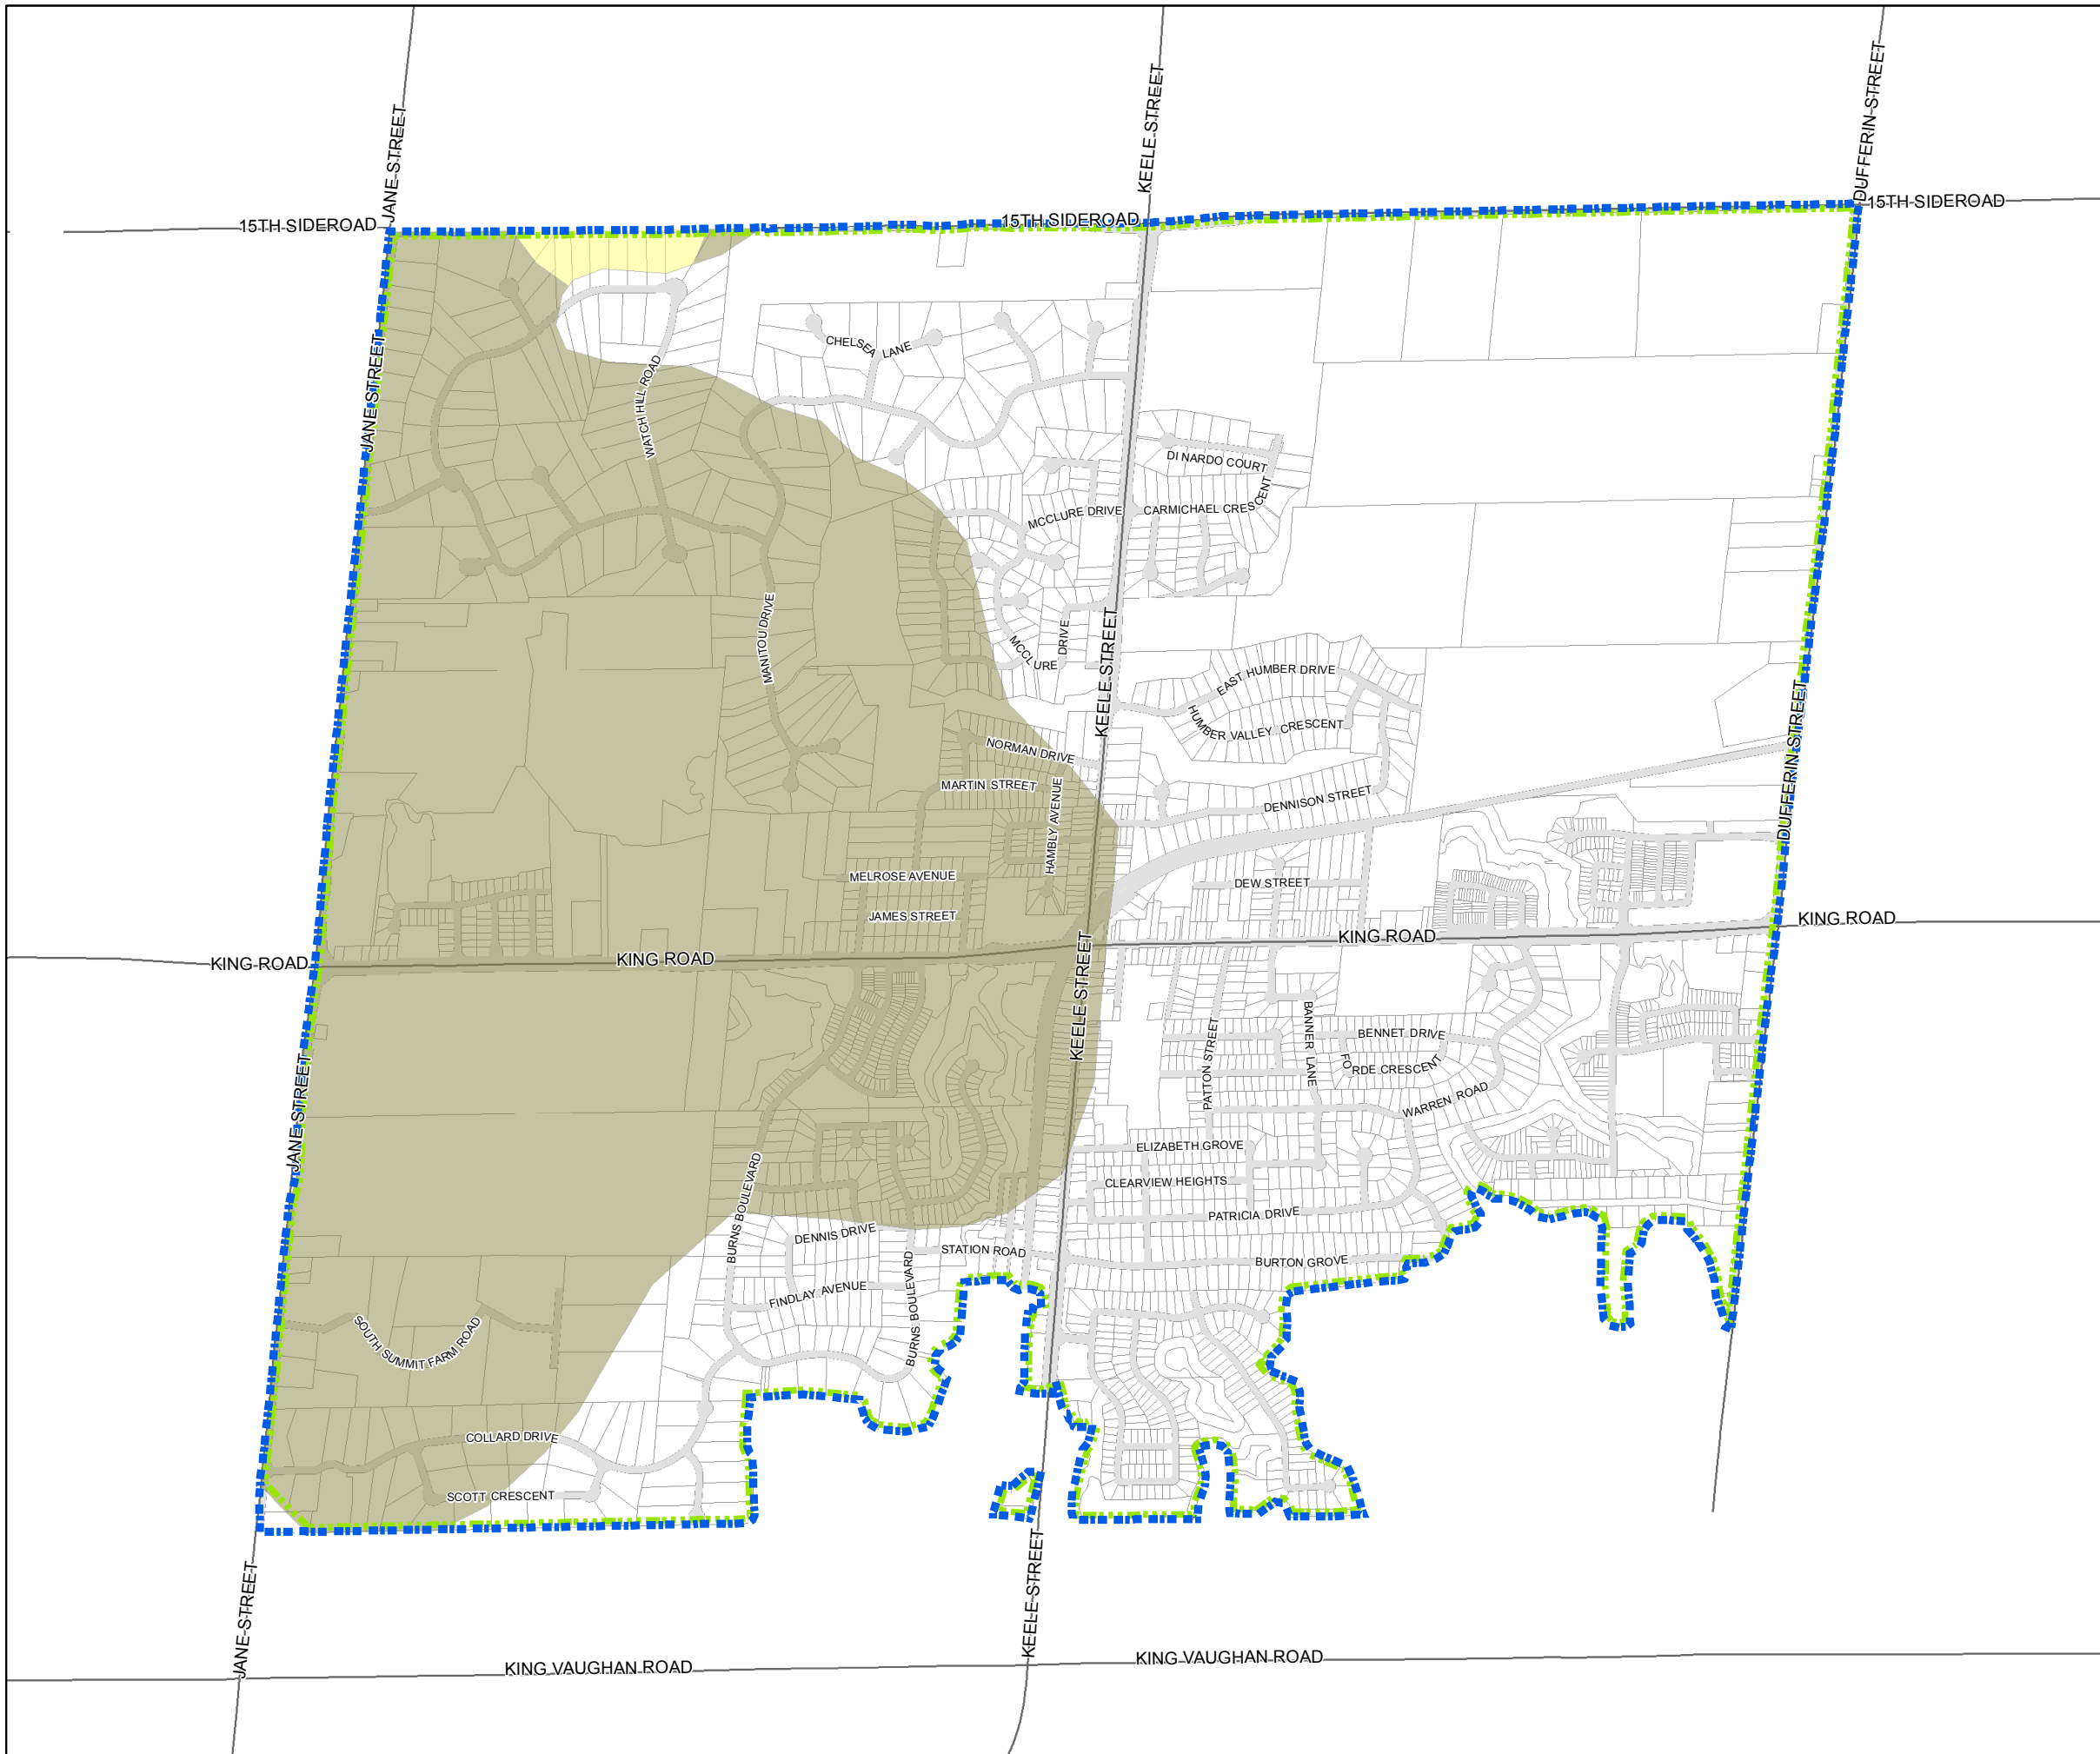 KEELE STREET
DUFFERIN STREET
JANE STREET
15TH SIDEROAD
15TH SIDEROAD
15TH SIDEROAD
JANE STREET
CHELSEA LANE
WATCH HILL ROAD
DI NARDO COURT
MCCLURE DRIVE
CARMICHAEL CRESCENT
MANITOU DRIVE
MCCLURE DRIVE
KEELE STREET
EAST HUMBER DRIVE
HUMBER VALLEY CRESCENT
DUFFERIN STREET
NORMAN DRIVE
MARTIN STREET
HAMBLY AVENUE
DENNISON STREET
MELROSE AVENUE
DEW STREET
JAMES STREET
KING ROAD
KING ROAD
KING ROAD
KING ROAD
KEELE STREET
JANE STREET
PATTON STREET
BANNER LANE
BENNET DRIVE
FORDE CRESCENT
WARREN ROAD
ELIZABETH GROVE
CLEARVIEW HEIGHTS
PATRICIA DRIVE
BURNS BOULEVARD
DENNIS DRIVE
STATION ROAD
BURTON GROVE
FINDLAY AVENUE
BURNS BOULEVARD
SOUTH SUMMIT FARM ROAD
COLLARD DRIVE
SCOTT CRESCENT
JANE STREET
KEELE STREET
KING VAUGHAN ROAD
KING VAUGHAN ROAD